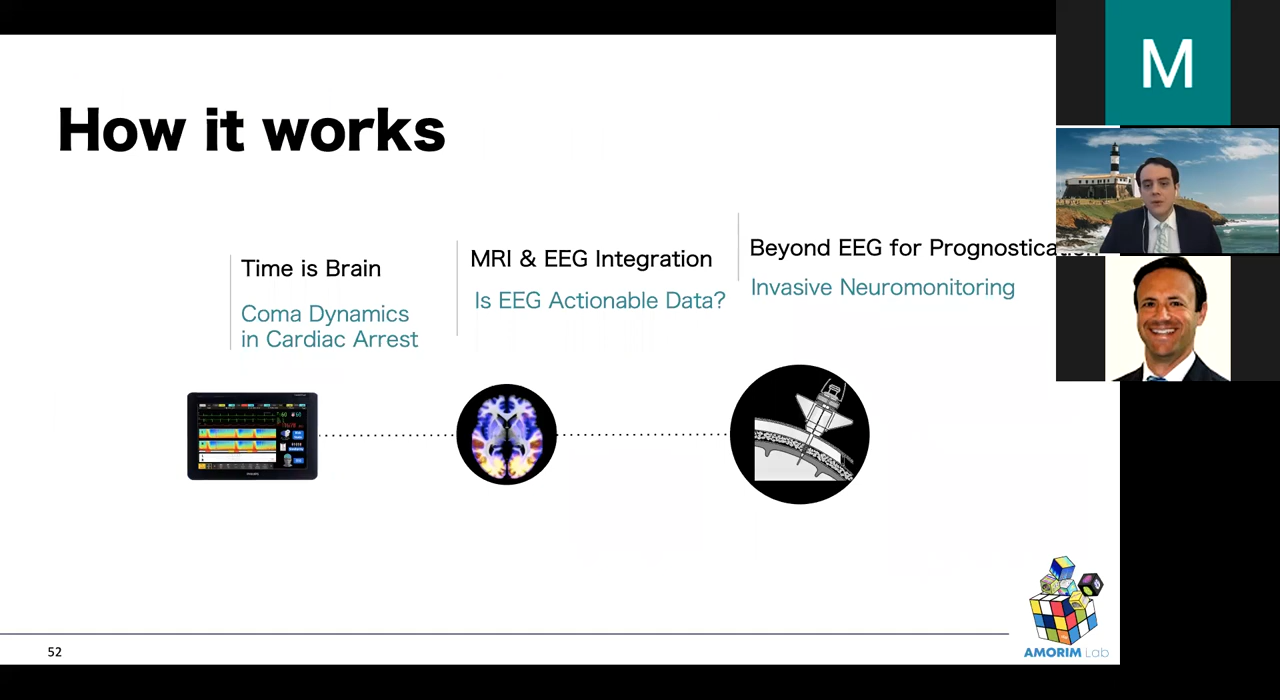 How it works
Time is Brain
Coma Dynamics
in Cardiac Arrest
MRI & EEG Integration
Is EEG Actionable Data?
Beyond EEG for Prognostica
Invasive Neuromonitoring
M
52
AMORIM Lab